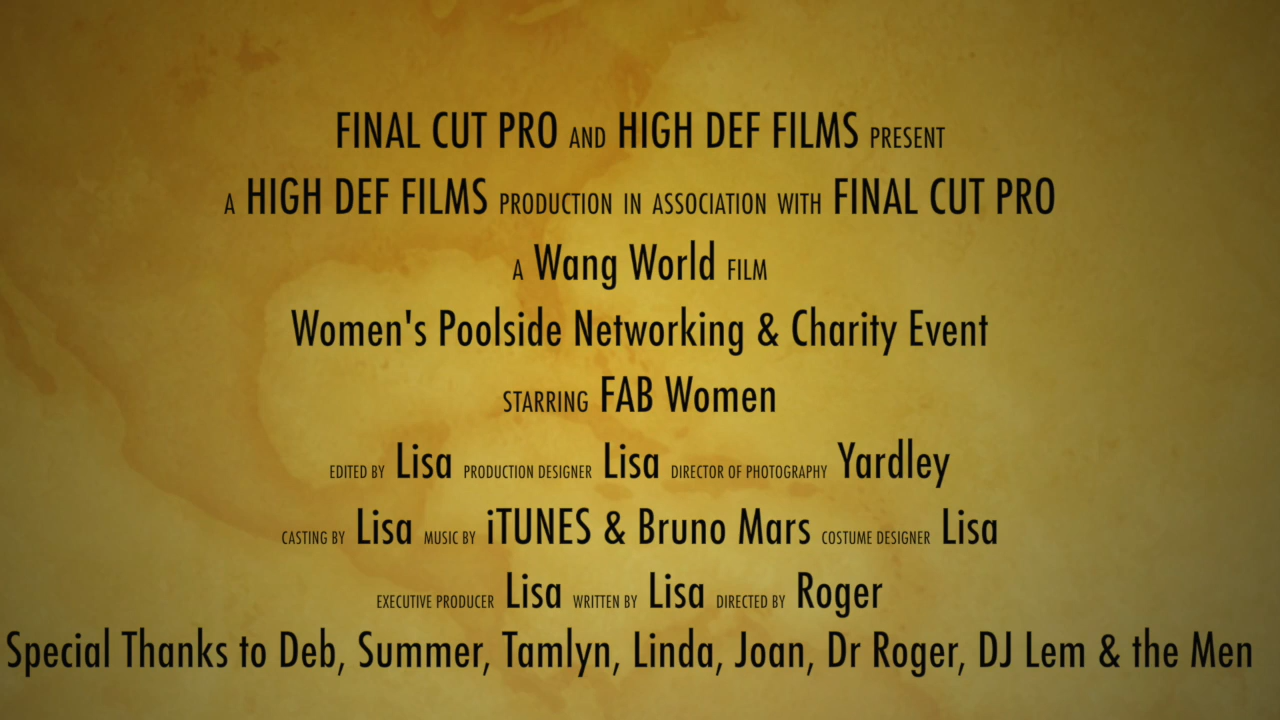 FINAL CUT PRO AND HIGH DEF FILMS PRESENT
A HIGH DEF FILMS PRODUCTION IN ASSOCIATION WITH FINAL CUT PRO
A Wang World FILM
Women's Poolside Networking & Charity Event
STARRING FAB Women
EDITED BY Lisa PRODUCTION DESIGNER Lisa DIRECTOR OF PHOTOGRAPHY Yardley
CASTING BY Lisa MUSIC BY iTUNES & Bruno Mars COSTUME DESIGNER Lisa
EXECUTIVE PRODUCER Lisa WRITTEN BY Lisa DIRECTED BY Roger
Special Thanks to Deb, Summer, Tamlyn, Linda, Joan, Dr Roger, DJ Lem & the Men